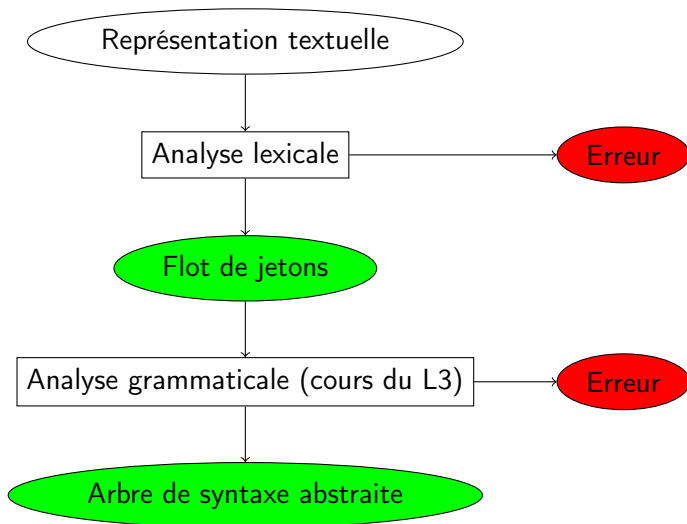 Représentation textuelle
Analyse lexicale
Erreur
Flot de jetons
Analyse grammaticale (cours du L3)
Erreur
Arbre de syntaxe abstraite